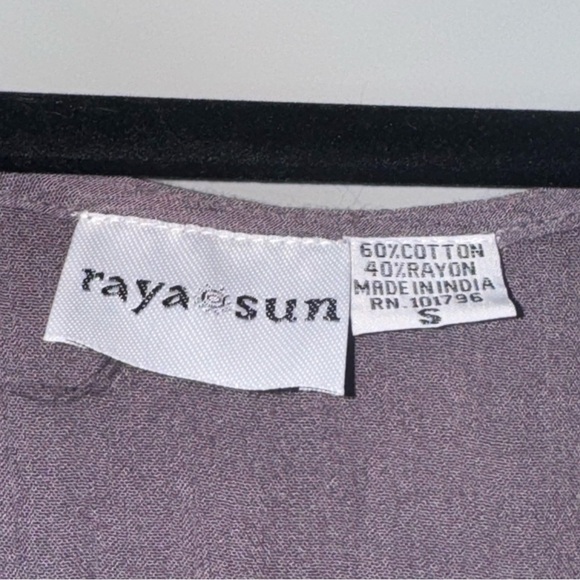 raya sun
60%COTTON
40%RAYON
MADE IN INDIA
RN. 101796
S